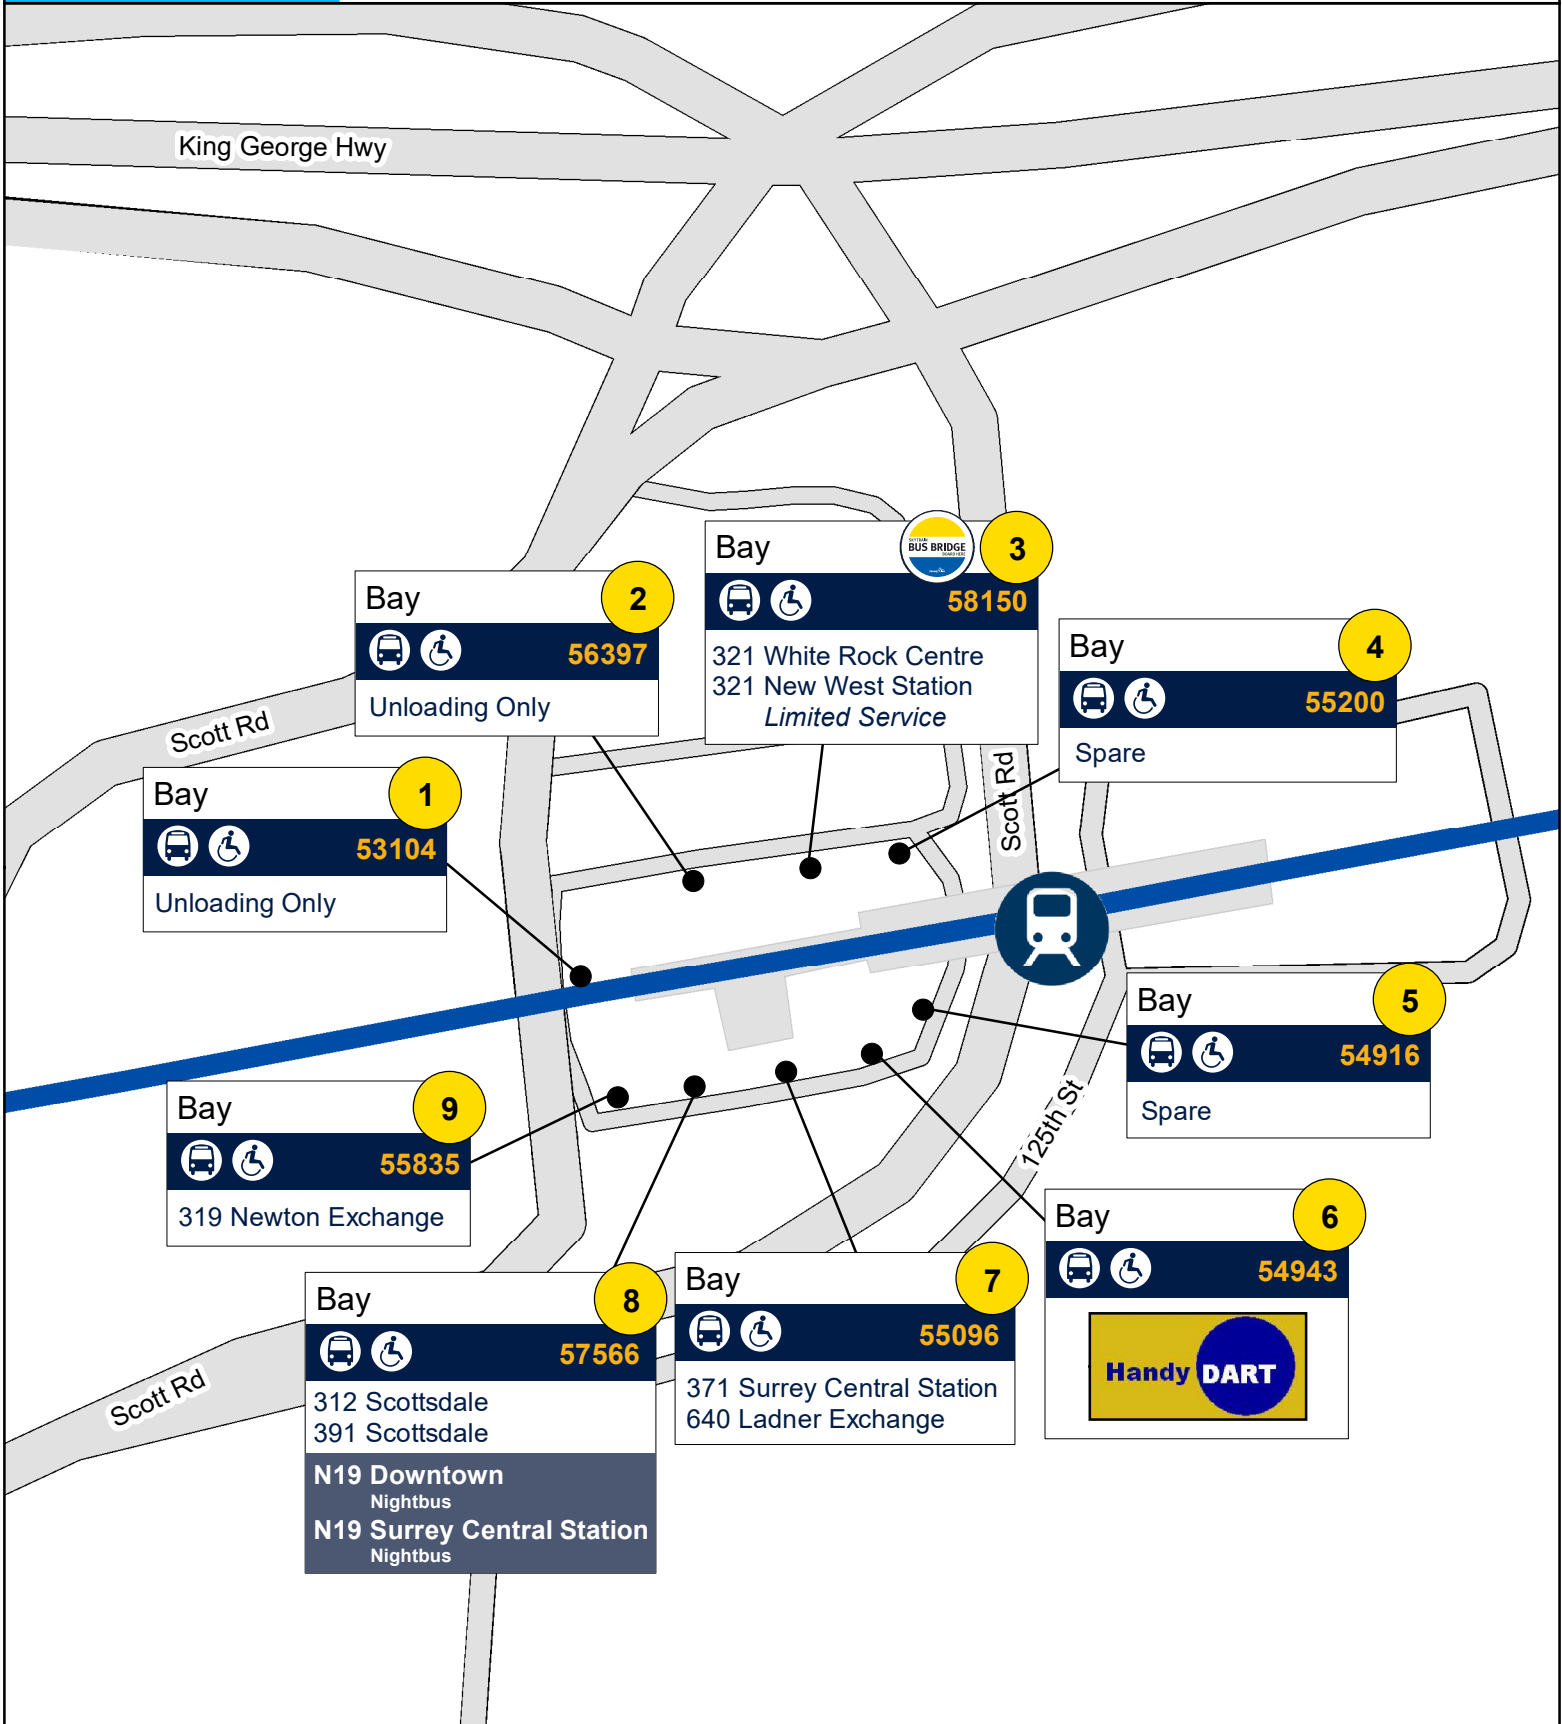 King George Hwy
Bay
3
SKYTRAIN
BUS BRIDGE
BOARD HERE
58150
321 White Rock Centre
321 New West Station
Limited Service
Bay
2
56397
Unloading Only
Bay
4
55200
Spare
Scott Rd
Scott Rd
Bay
1
53104
Unloading Only
Bay
5
54916
Spare
125th St
Bay
9
55835
319 Newton Exchange
Bay
6
54943
Handy DART
Bay
7
55096
371 Surrey Central Station
640 Ladner Exchange
Bay
8
57566
312 Scottsdale
391 Scottsdale
N19 Downtown
Nightbus
N19 Surrey Central Station
Nightbus
Scott Rd